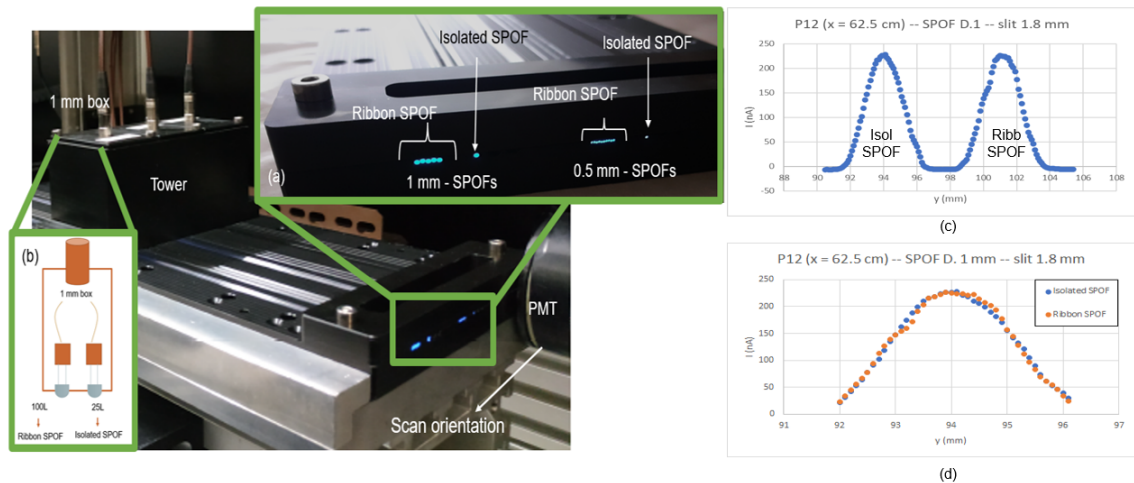 1 mm box
Tower
Isolated SPOF
Isolated SPOF
Ribbon SPOF
Ribbon SPOF
(a)
1 mm - SPOFs
0.5 mm - SPOFs
(b)
1 mm box
100L
25L
Ribbon SPOF
Isolated SPOF
PMT
Scan orientation
P12 (x = 62.5 cm) -- SPOF D.1 -- slit 1.8 mm
I (nA)
250
200
150
100
50
0
-50
Isol
SPOF
Ribb
SPOF
88 90 92 94 96 98 100 102 104 106 108
y (mm)
(c)
P12 (x = 62.5 cm) -- SPOF D. 1 mm -- slit 1.8 mm
I (nA)
300
250
200
150
100
50
0
Isolated SPOF
Ribbon SPOF
91 92 93 94 95 96 97
y (mm)
(d)